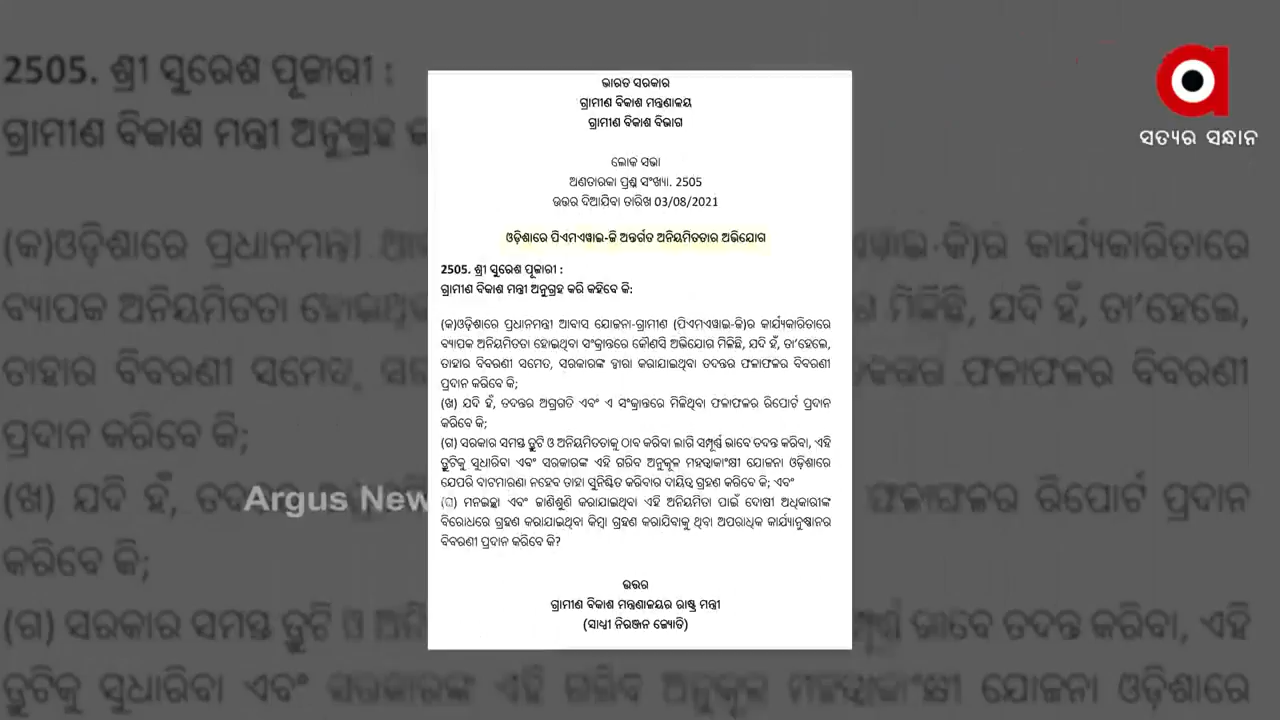 ସତ୍ୟର ସନ୍ଧାନ
ଭାରତ ସରକାର
ଗ୍ରାମୀଣ ବିକାଶ ମନ୍ତ୍ରଣାଳୟ
ଗ୍ରାମୀଣ ବିକାଶ ବିଭାଗ
ଲୋକ ସଭା
ଅଣତାରକା ପ୍ରଶ୍ନ ସଂଖ୍ୟା. 2505
ଉତ୍ତର ଦିଆଯିବା ତାରିଖ 03/08/2021
ଓଡ଼ିଶାରେ ପିଏମଏୱାଇ-ଜି ଅନ୍ତର୍ଗତ ଅନିୟମିତତାର ଅଭିଯୋଗ
2505. ଶ୍ରୀ ସୁରେଶ ପୂଜାରୀ :
ଗ୍ରାମୀଣ ବିକାଶ ମନ୍ତ୍ରୀ ଅନୁଗ୍ରହ କରି କହିବେ କି:
(କ)ଓଡ଼ିଶାରେ ପ୍ରଧାନମନ୍ତ୍ରୀ ଆବାସ ଯୋଜନା-ଗ୍ରାମୀଣ (ପିଏମଏୱାଇ-ଜି)ର କାର୍ଯ୍ୟକାରିତାରେ
ବ୍ୟାପକ ଅନିୟମିତତା ହୋଇଥିବା ସଂକ୍ରାନ୍ତରେ କୌଣସି ଅଭିଯୋଗ ମିଳିଛି, ଯଦି ହଁ, ତା'ହେଲେ,
ତାହାର ବିବରଣୀ ସମେତ, ସରକାରଙ୍କ ଦ୍ୱାରା କରାଯାଇଥିବା ତଦନ୍ତର ଫଳାଫଳର ବିବରଣୀ
ପ୍ରଦାନ କରିବେ କି;
(ଖ) ଯଦି ହଁ, ତଦନ୍ତର ଅଗ୍ରଗତି ଏବଂ ଏ ସଂକ୍ରାନ୍ତରେ ମିଳିଥିବା ଫଳାଫଳର ରିପୋର୍ଟ ପ୍ରଦାନ
କରିବେ କି;
(ଗ) ସରକାର ସମସ୍ତ ତ୍ରୁଟି ଓ ଅନିୟମିତତାକୁ ଠାବ କରିବା ଲାଗି ସମ୍ପୂର୍ଣ୍ଣ ଭାବେ ତଦନ୍ତ କରିବା, ଏହି
ତ୍ରୁଟିକୁ ସୁଧାରିବା ଏବଂ ସରକାରଙ୍କ ଏହି ଗରିବ ଅନୁକୂଳ ମହତ୍ତ୍ୱାକାଂକ୍ଷୀ ଯୋଜନା ଓଡ଼ିଶାରେ
ଯେପରି ବାଟମାରଣା ନହେବ ତାହା ସୁନିଶ୍ଚିତ କରିବାର ଦାୟିତ୍ୱ ଗ୍ରହଣ କରିବେ କି; ଏବଂ
(ଘ) ମନଇଚ୍ଛା ଏବଂ ଜାଣିଶୁଣି କରାଯାଇଥିବା ଏହି ଅନିୟମିତା ପାଇଁ ଦୋଷୀ ଅଧିକାରୀଙ୍କ
ବିରୋଧରେ ଗ୍ରହଣ କରାଯାଇଥିବା କିମ୍ବା ଗ୍ରହଣ କରାଯିବାକୁ ଥିବା ଅପରାଧିକ କାର୍ଯ୍ୟାନୁଷ୍ଠାନର
ବିବରଣୀ ପ୍ରଦାନ କରିବେ କି?
ଉତ୍ତର
ଗ୍ରାମୀଣ ବିକାଶ ମନ୍ତ୍ରଣାଳୟର ରାଷ୍ଟ୍ର ମନ୍ତ୍ରୀ
(ସାଧ୍ୱୀ ନିରଞ୍ଜନ ଜ୍ୟୋତି)
Argus New